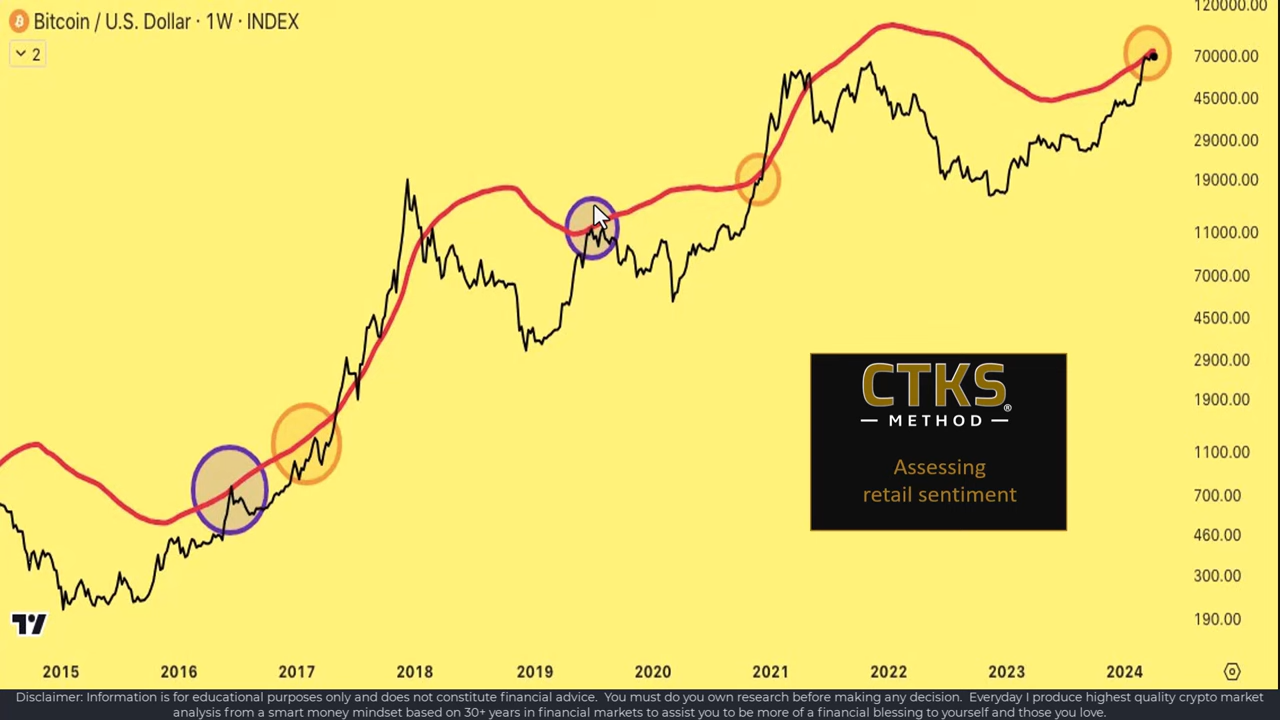 Bitcoin / U.S. Dollar · 1W · INDEX
2
120000.00
70000.00
45000.00
29000.00
19000.00
11000.00
7000.00
4500.00
2900.00
1900.00
1100.00
700.00
460.00
300.00
190.00
CTKS®
— METHOD —
Assessing
retail sentiment
2015 2016 2017 2018 2019 2020 2021 2022 2023 2024
Disclaimer: Information is for educational purposes only and does not constitute financial advice. You must do you own research before making any decision. Everyday I produce highest quality crypto market
analysis from a smart money mindset based on 30+ years in financial markets to assist you to be more of a financial blessing to yourself and those you love.